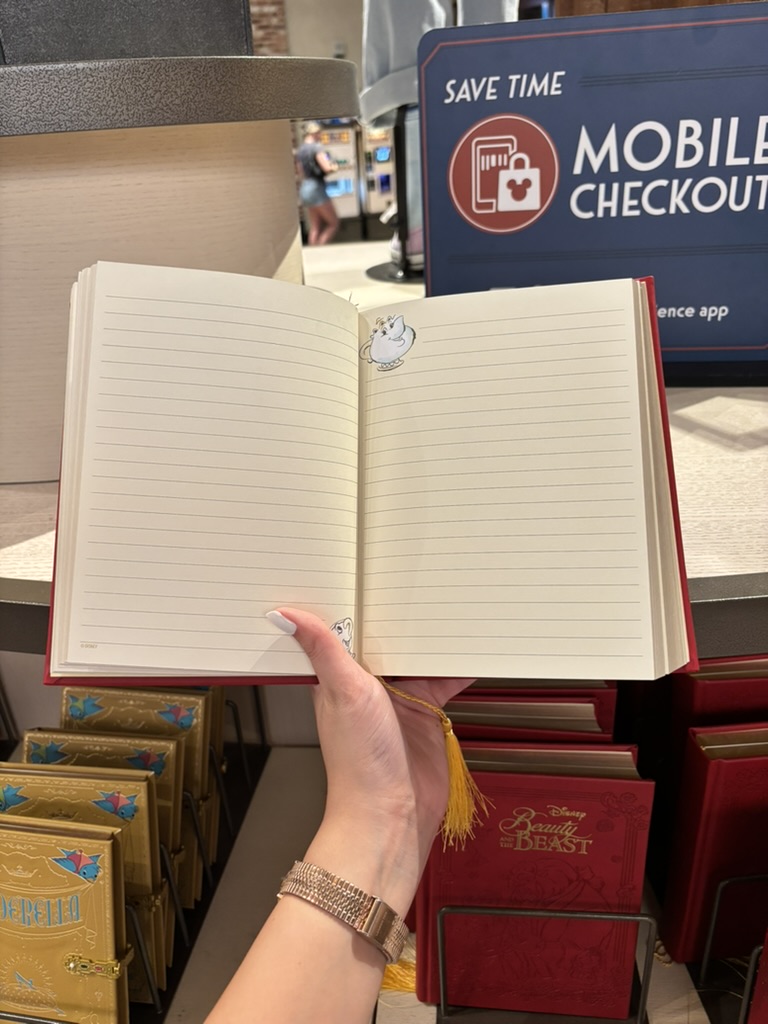 SAVE TIME
MOBILE
CHECKOUT
ence app
Disney
Beauty
AND THE BEAST
DERELLA